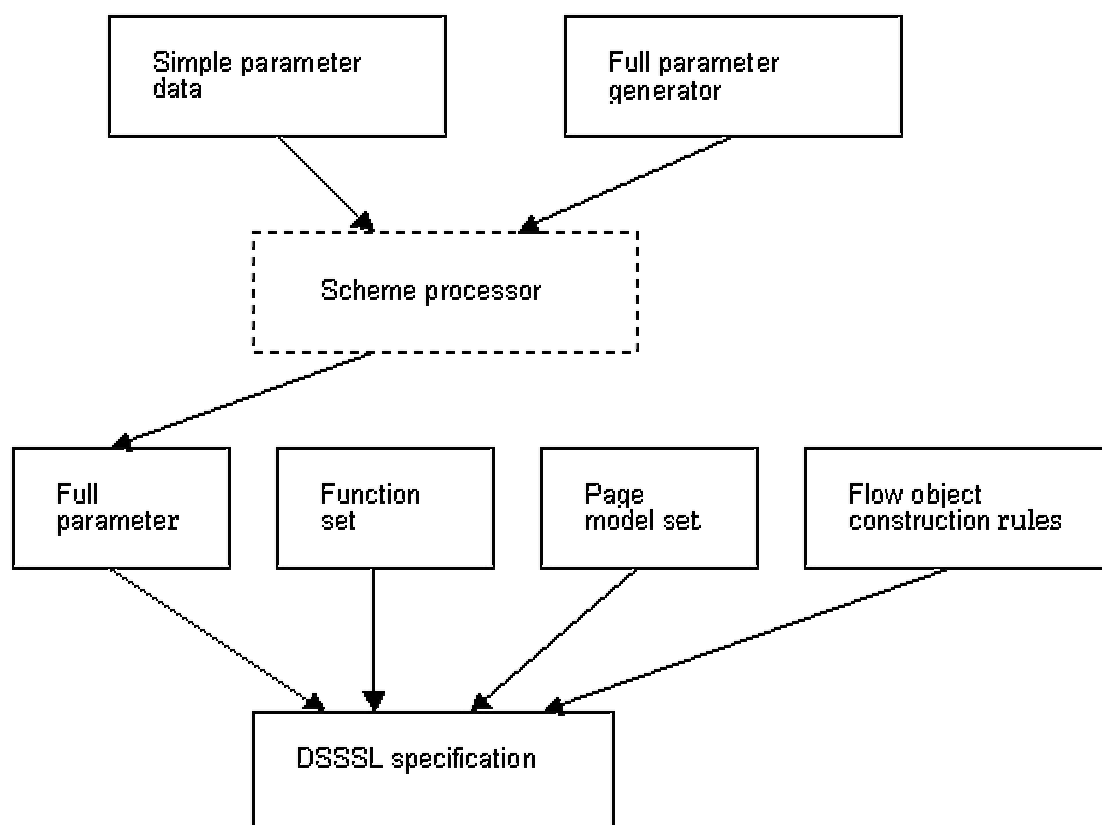 Simple parameter
data
Full parameter
generator
Scheme processor
Full
parameter
Function
set
Page
model set
Flow object
construction rules
DSSSL specification